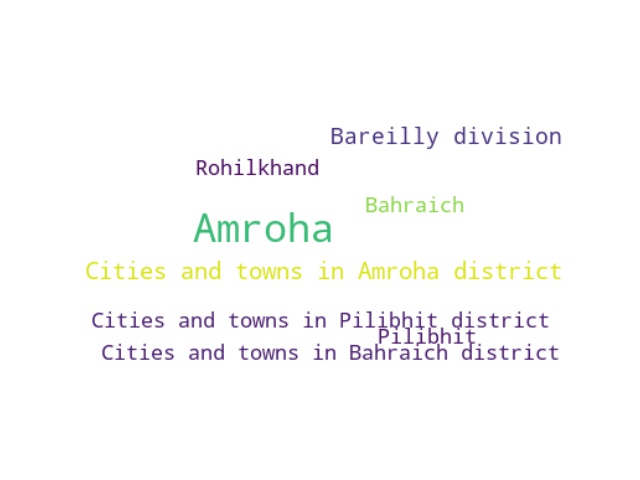 Bareilly division
Rohilkhand
Bahraich
Amroha
Cities and towns in Amroha district
Cities and towns in Pilibhit district
Pilibhit
Cities and towns in Bahraich district